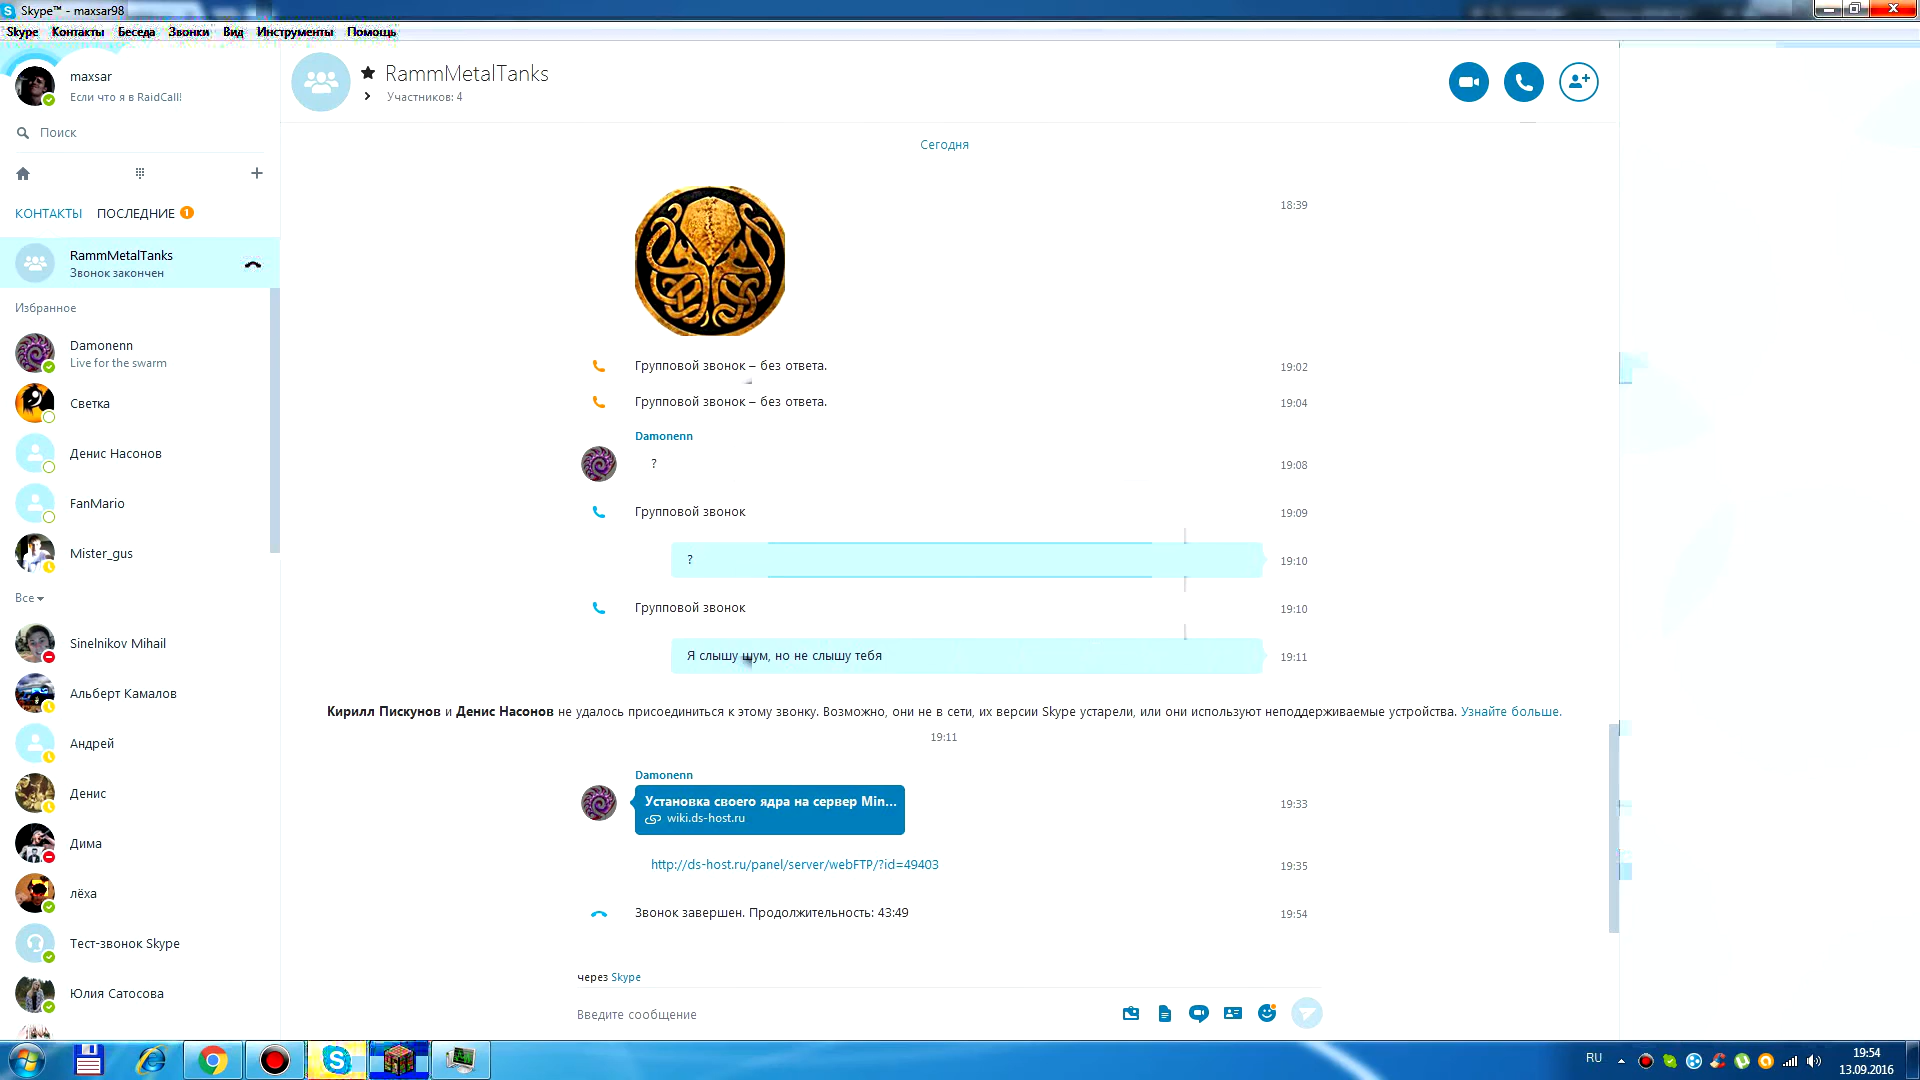 Skype™ - maxsar98
Skype Контакты Беседа Звонки Вид Инструменты Помощь
maxsar
Если что я в RaidCall!
Поиск
КОНТАКТЫ ПОСЛЕДНИЕ 1
RammMetalTanks
Звонок закончен
Избранное
Damonenn
Live for the swarm
Светка
Денис Насонов
FanMario
Mister_gus
Все
Sinelnikov Mihail
Альберт Камалов
Андрей
Денис
Дима
лёха
Тест-звонок Skype
Юлия Сатосова
RammMetalTanks
Участников: 4
Сегодня
18:39
Групповой звонок – без ответа. 19:02
Групповой звонок – без ответа. 19:04
Damonenn
? 19:08
Групповой звонок 19:09
? 19:10
Групповой звонок 19:10
Я слышу шум, но не слышу тебя 19:11
Кирилл Пискунов и Денис Насонов не удалось присоединиться к этому звонку. Возможно, они не в сети, их версии Skype устарели, или они используют неподдерживаемые устройства. Узнайте больше.
19:11
Damonenn
Установка своего ядра на сервер Min... 19:33
wiki.ds-host.ru
http://ds-host.ru/panel/server/webFTP/?id=49403 19:35
Звонок завершен. Продолжительность: 43:49 19:54
через Skype
Введите сообщение
RU
19:54
13.09.2016